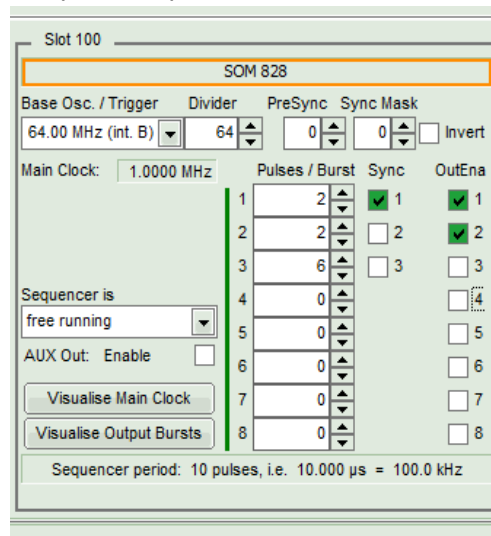 Slot 100
SOM 828
Base Osc. / Trigger Divider PreSync Sync Mask
64.00 MHz (int. B) 64 0 0 Invert
Main Clock: 1.0000 MHz Pulses / Burst Sync OutEna
1 2 1 1
2 2 2 2
3 6 3 3
Sequencer is
4 0 4
free running
5 0 5
AUX Out: Enable
6 0 6
Visualise Main Clock 7 0 7
Visualise Output Bursts 8 0 8
Sequencer period: 10 pulses, i.e. 10.000 µs = 100.0 kHz